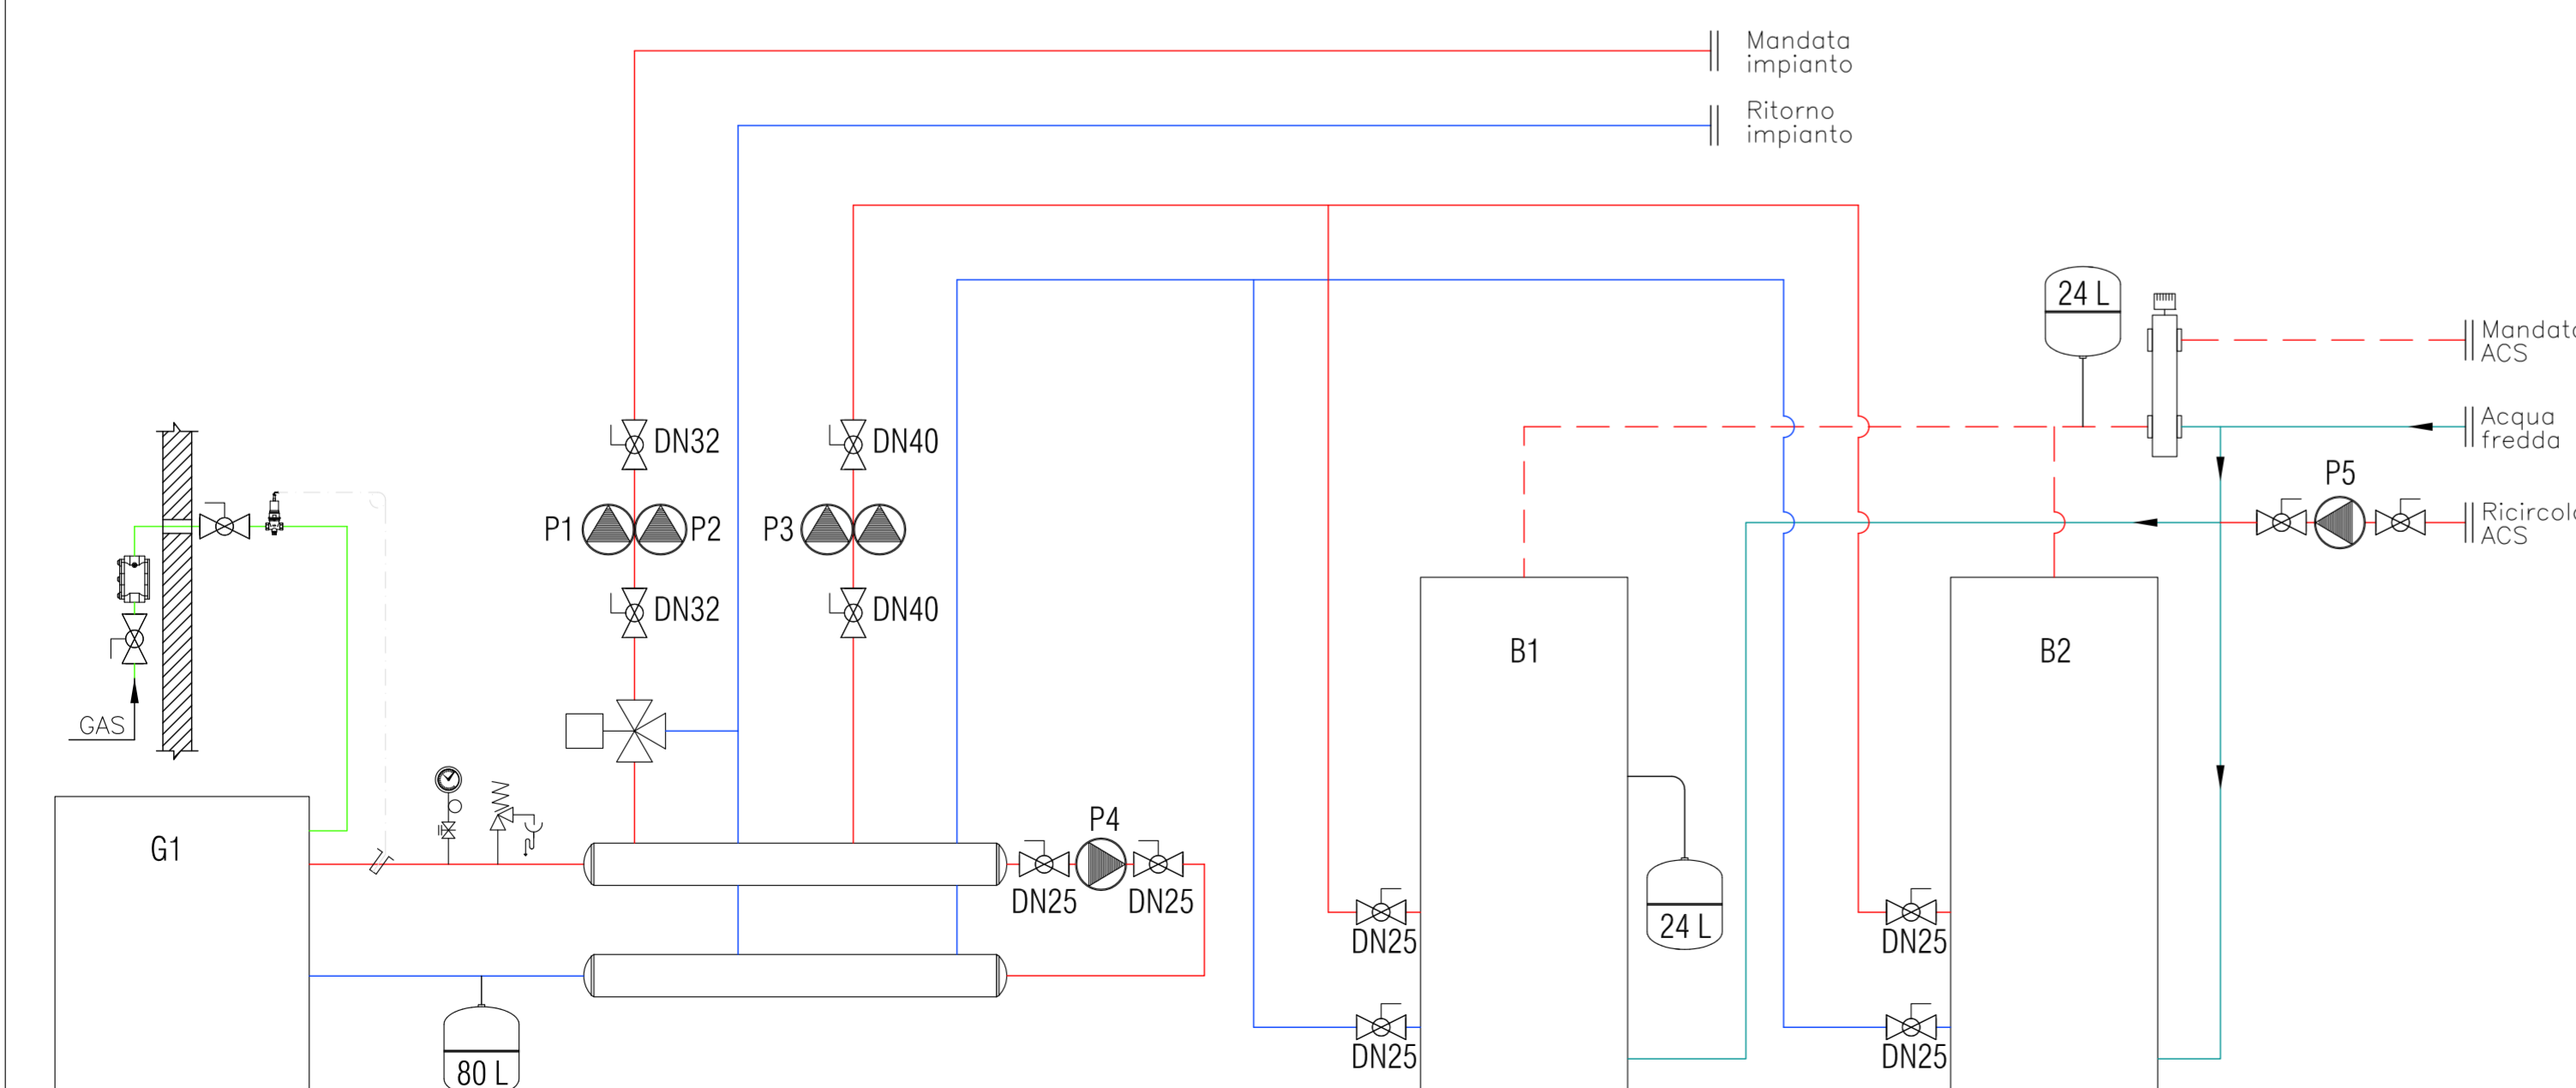 Mandata
impianto
Ritorno
impianto
24 L
Mandata
ACS
DN32
DN40
Acqua
fredda
P1
P2
P3
P5
Ricircolo
ACS
DN32
DN40
B1
B2
GAS
G1
P4
DN25
DN25
24 L
DN25
DN25
80 L
DN25
DN25